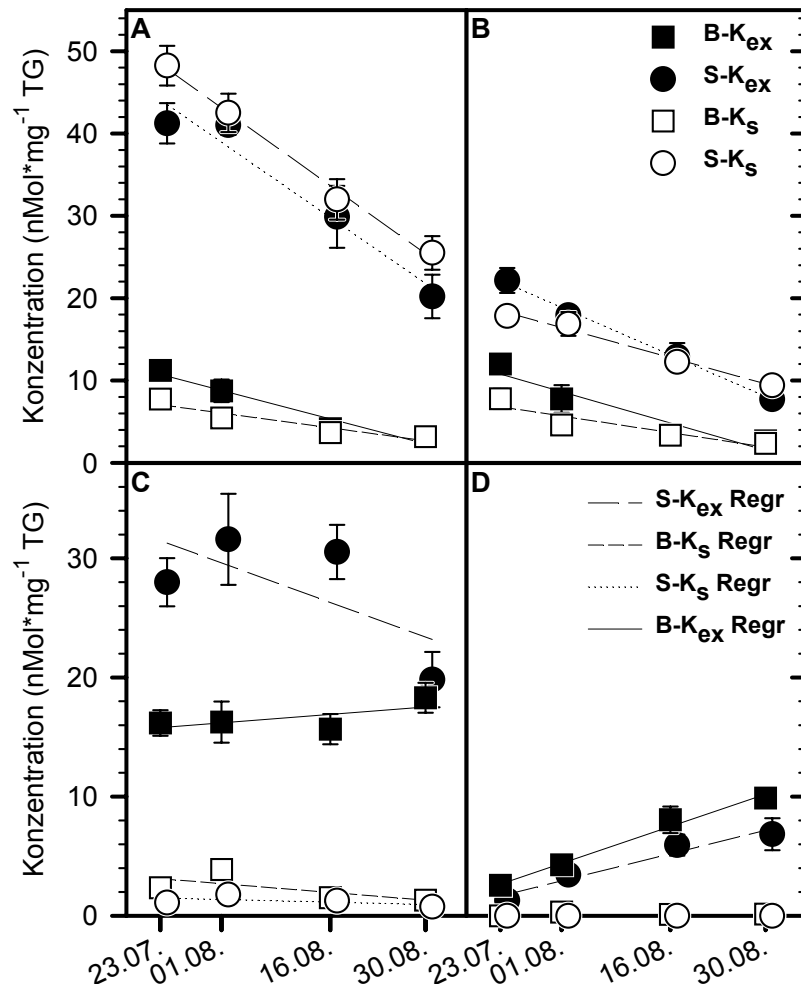 A
B
50
40
30
20
10
0
Konzentration (nMol*mg⁻¹ TG)
B-Kex
S-Kex
B-Ks
S-Ks
C
D
30
20
10
0
Konzentration (nMol*mg⁻¹ TG)
S-Kex Regr
B-Ks Regr
S-Ks Regr
B-Kex Regr
23.07. 01.08. 16.08. 30.08.
23.07. 01.08. 16.08. 30.08.